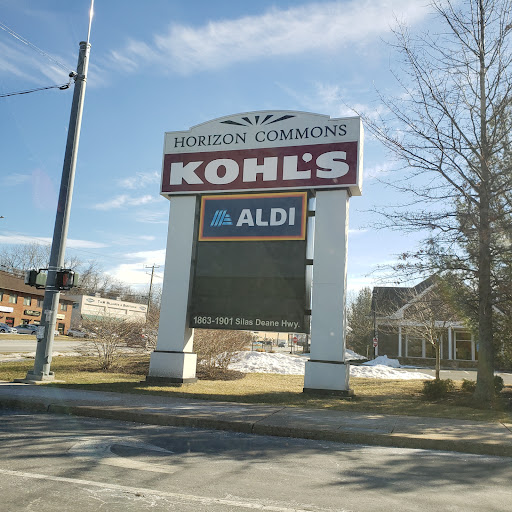 HORIZON COMMONS
KOHL'S
ALDI
1863-1901 Silas Deane Hwy.